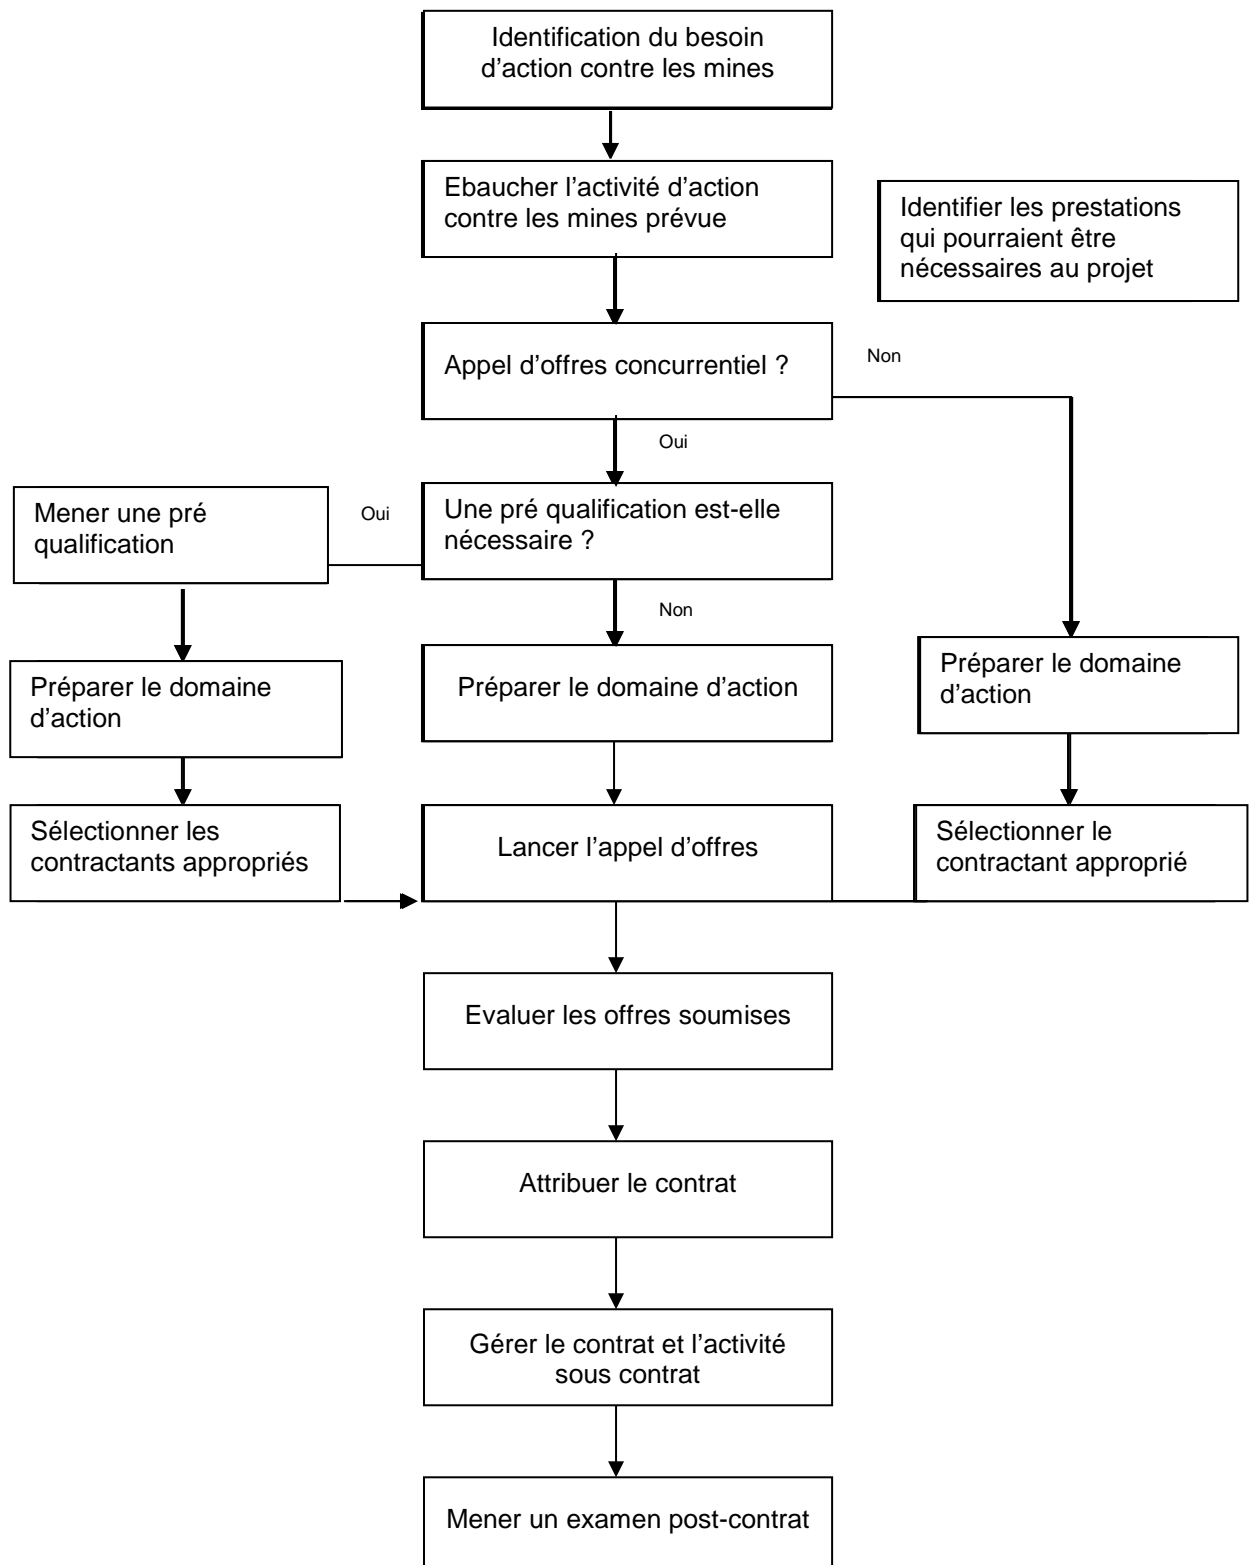 Identification du besoin
d'action contre les mines
Ebaucher l'activité d'action
contre les mines prévue
Identifier les prestations
qui pourraient être
nécessaires au projet
Appel d'offres concurrentiel ?
Non
Oui
Mener une pré
qualification
Oui
Une pré qualification est-elle
nécessaire ?
Non
Préparer le domaine
d'action
Préparer le domaine d'action
Préparer le domaine
d'action
Sélectionner les
contractants appropriés
Lancer l'appel d'offres
Sélectionner le
contractant approprié
Evaluer les offres soumises
Attribuer le contrat
Gérer le contrat et l'activité
sous contrat
Mener un examen post-contrat